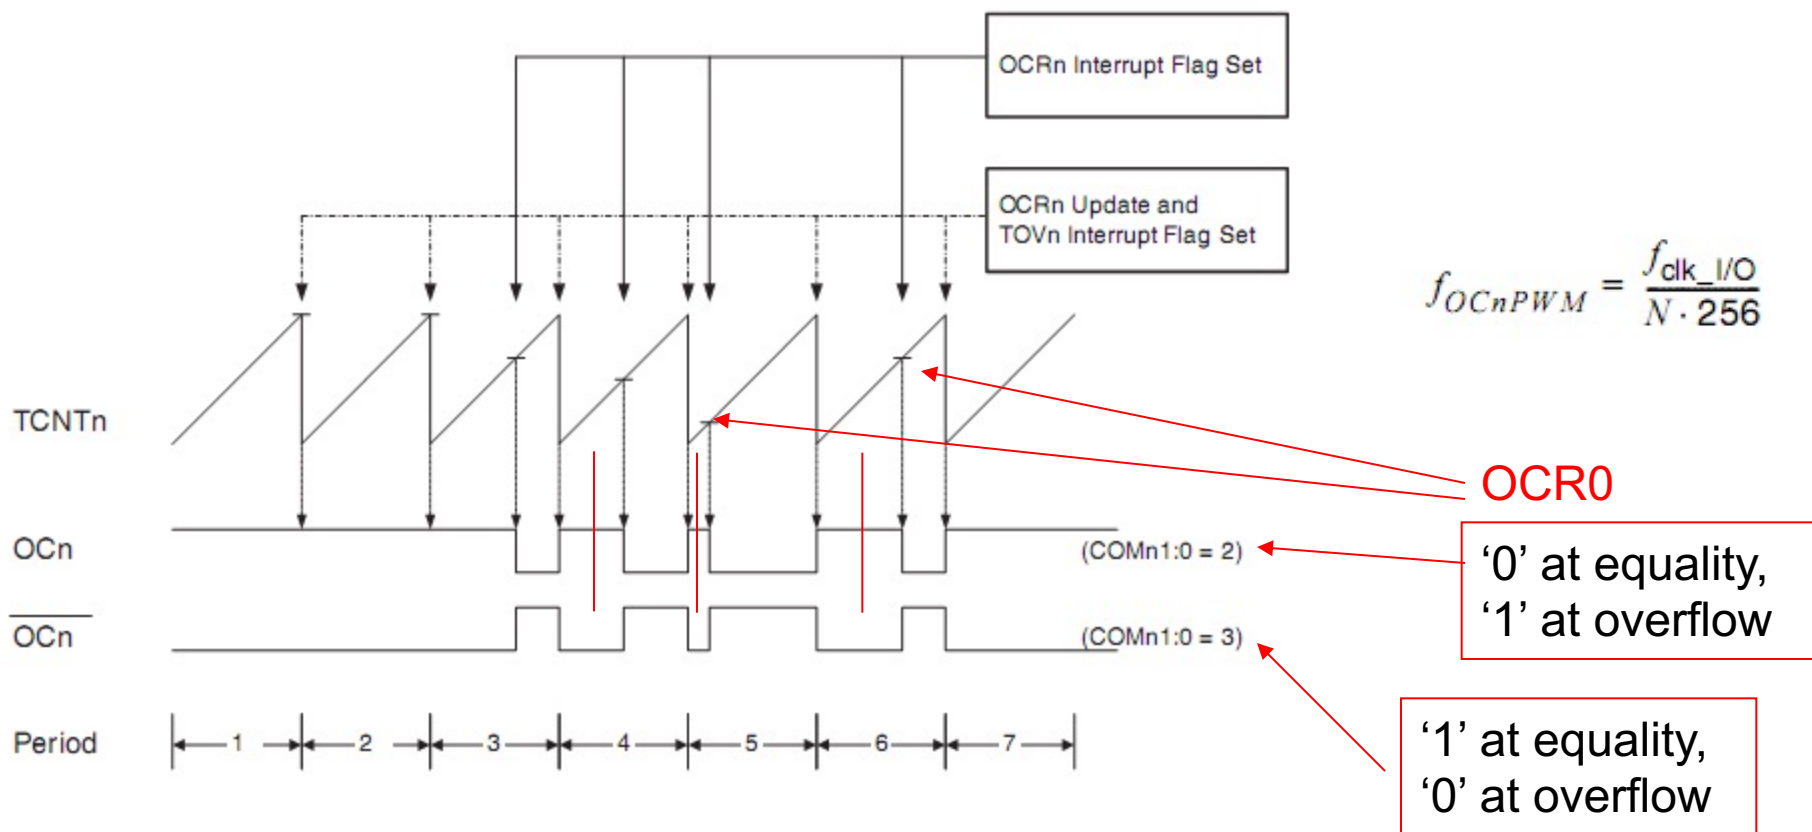 OCRn Interrupt Flag Set
OCRn Update and
TOVn Interrupt Flag Set
f_OCnPWM = f_clk_I/O / N · 256
TCNTn
OCR0
OCn
(COMn1:0 = 2)
‘0’ at equality,
‘1’ at overflow
O̅C̅n̅
(COMn1:0 = 3)
‘1’ at equality,
‘0’ at overflow
Period
1 2 3 4 5 6 7